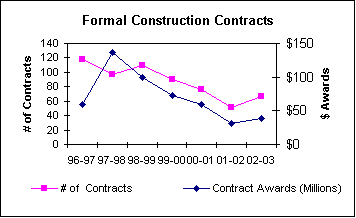 Formal Construction Contracts
# of Contracts
140
120
100
80
60
40
20
0
$150
$100
$50
$0
$ Awards
96-97 97-98 98-99 99-00 00-01 01-02 02-03
# of Contracts Contract Awards (Millions)